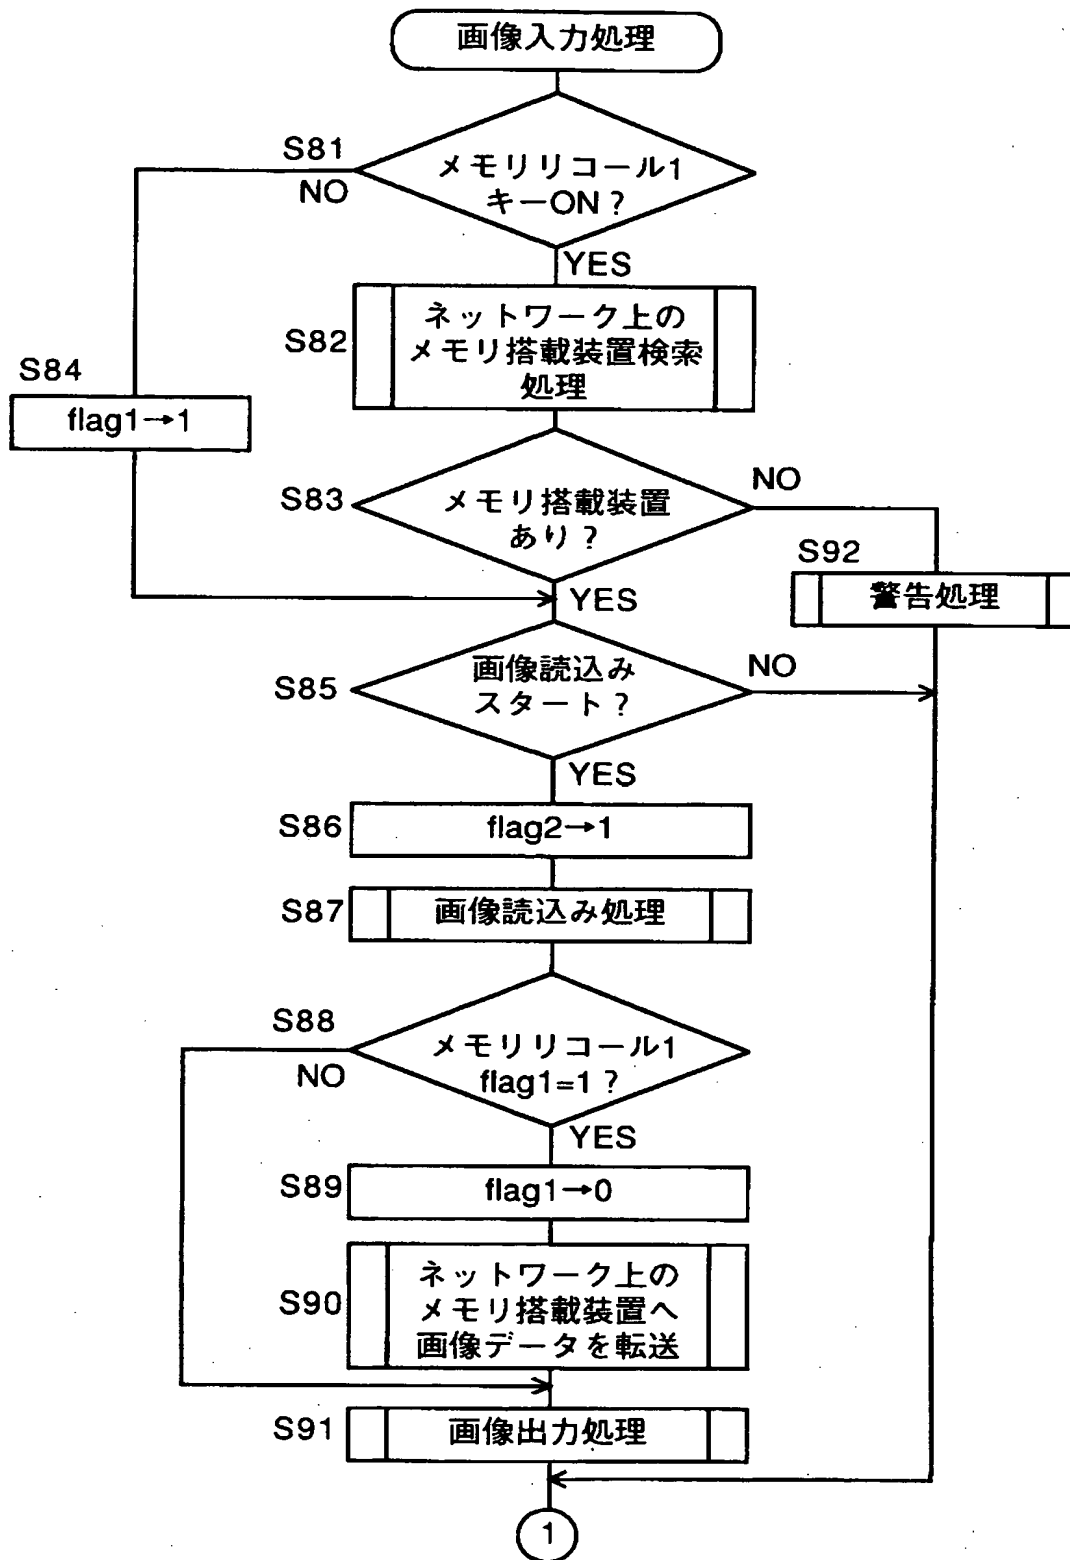 画像入力処理
S81
NO
メモリリコール1
キーON？
YES
S82
ネットワーク上の
メモリ搭載装置検索
処理
S84
flag1→1
S83
メモリ搭載装置
あり？
NO
YES
S92
警告処理
S85
画像読込み
スタート？
NO
YES
S86
flag2→1
S87
画像読込み処理
S88
NO
メモリリコール1
flag1=1？
YES
S89
flag1→0
S90
ネットワーク上の
メモリ搭載装置へ
画像データを転送
S91
画像出力処理
1